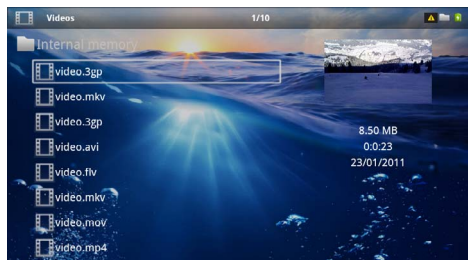 Videos 1/10
Internal memory
video.3gp
video.mkv
video.3gp
video.avi
video.flv
video.mkv
video.mov
video.mp4
8.50 MB
0:0:23
23/01/2011